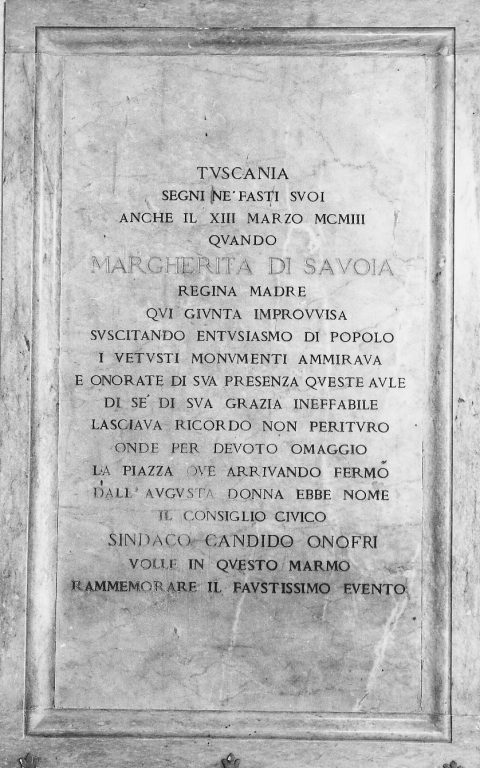 TVSCANIA
SEGNI NE' FASTI SVOI
ANCHE IL XIII MARZO MCMIII
QVANDO
MARGHERITA DI SAVOIA
REGINA MADRE
QVI GIVNTA IMPROVVISA
SVSCITANDO ENTVSIASMO DI POPOLO
I VETVSTI MONVMENTI AMMIRAVA
E ONORATE DI SVA PRESENZA QVESTE AVLE
DI SÈ DI SVA GRAZIA INEFFABILE
LASCIAVA RICORDO NON PERITVRO
ONDE PER DEVOTO OMAGGIO
LA PIAZZA OVE ARRIVANDO FERMÒ
DALL' AVGVSTA DONNA EBBE NOME
IL CONSIGLIO CIVICO
SINDACO CANDIDO ONOFRI
VOLLE IN QVESTO MARMO
RAMMEMORARE IL FAVSTISSIMO EVENTO